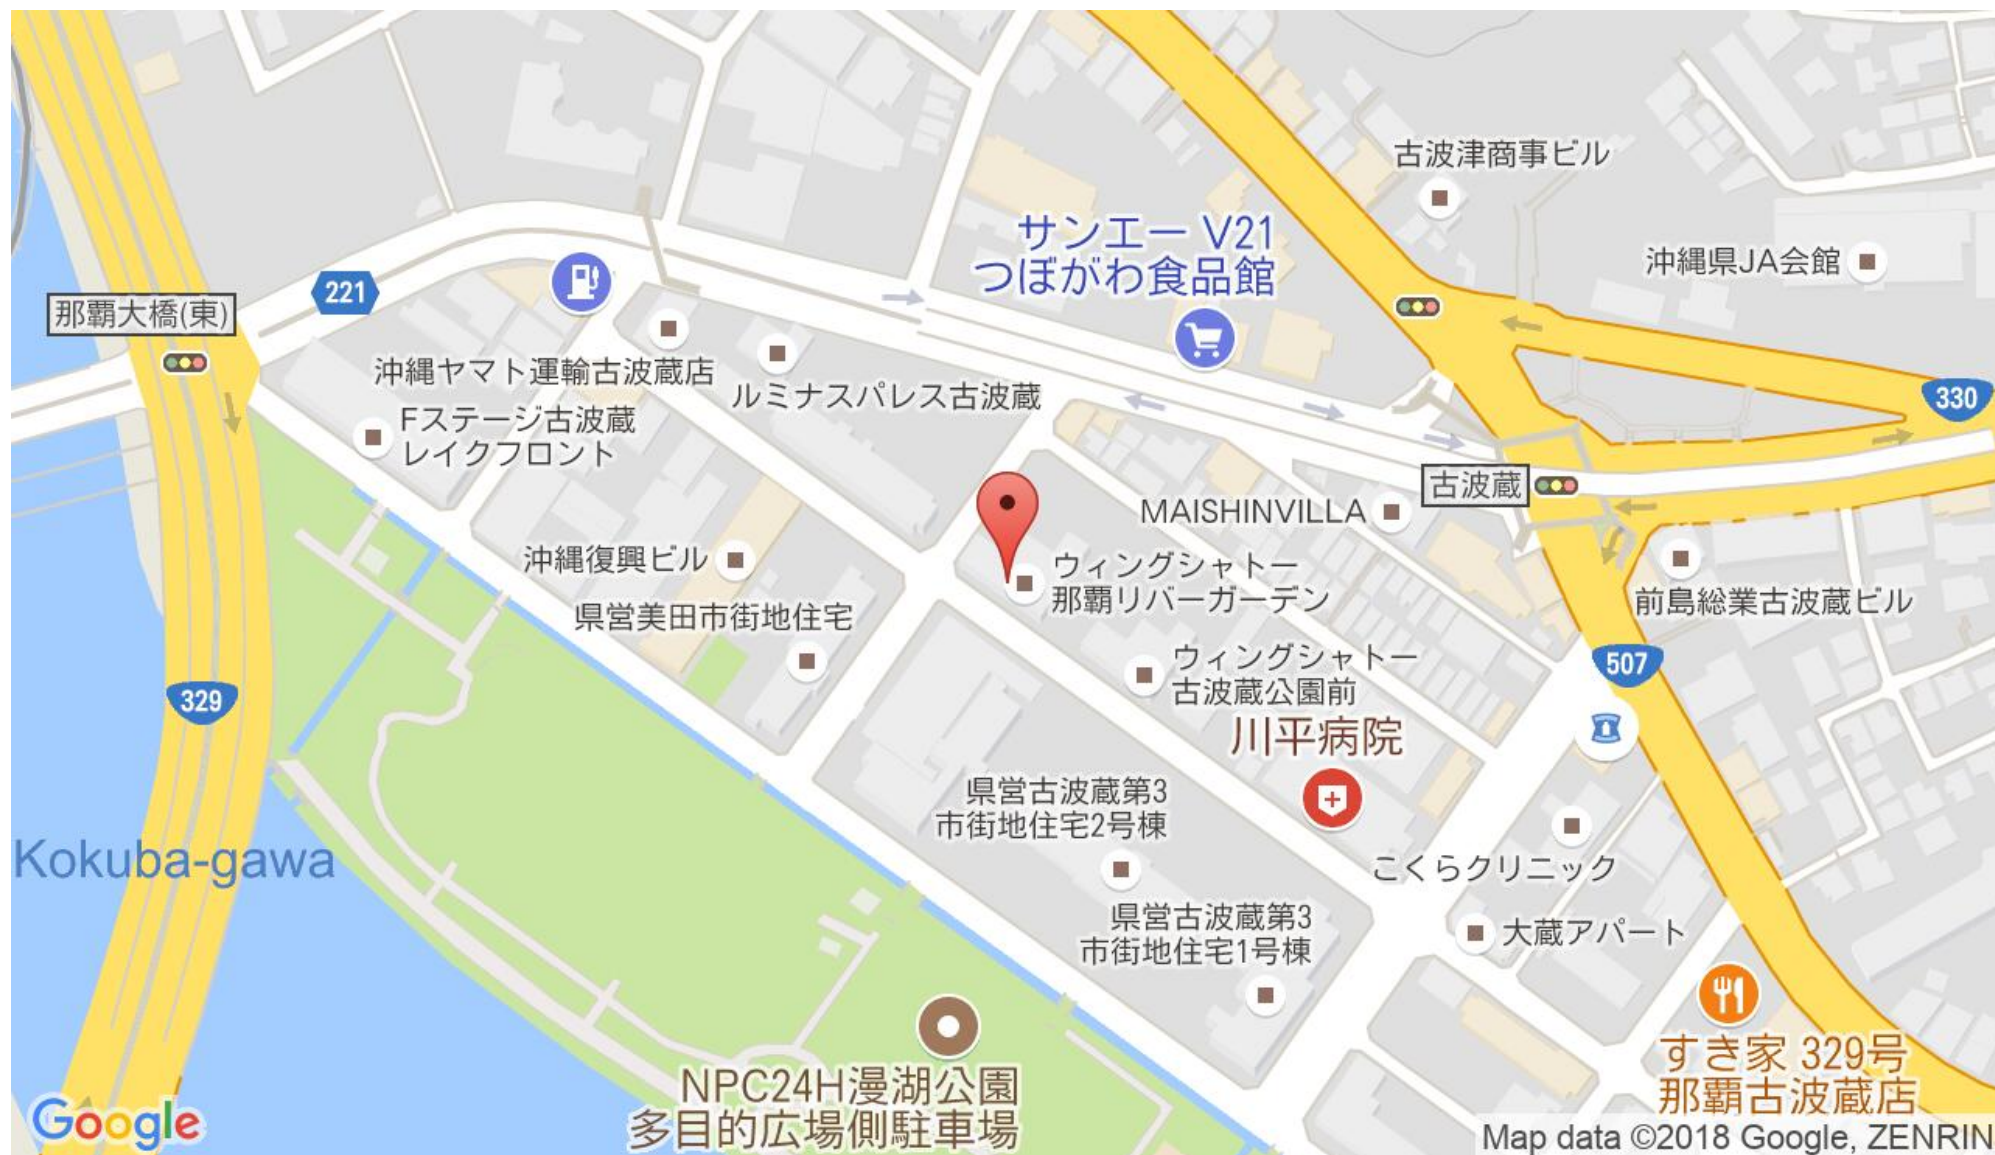 古波津商事ビル
サンエー V21
つぼがわ食品館
沖縄県JA会館
221
那覇大橋(東)
沖縄ヤマト運輸古波蔵店
ルミナスパレス古波蔵
330
Fステージ古波蔵
レイクフロント
古波蔵
MAISHINVILLA
沖縄復興ビル
ウィングシャトー
那覇リバーガーデン
前島総業古波蔵ビル
県営美田市街地住宅
ウィングシャトー
古波蔵公園前
507
329
川平病院
県営古波蔵第3
市街地住宅2号棟
Kokuba-gawa
こくらクリニック
県営古波蔵第3
市街地住宅1号棟
大蔵アパート
すき家 329号
那覇古波蔵店
NPC24H漫湖公園
多目的広場側駐車場
Google
Map data ©2018 Google, ZENRIN